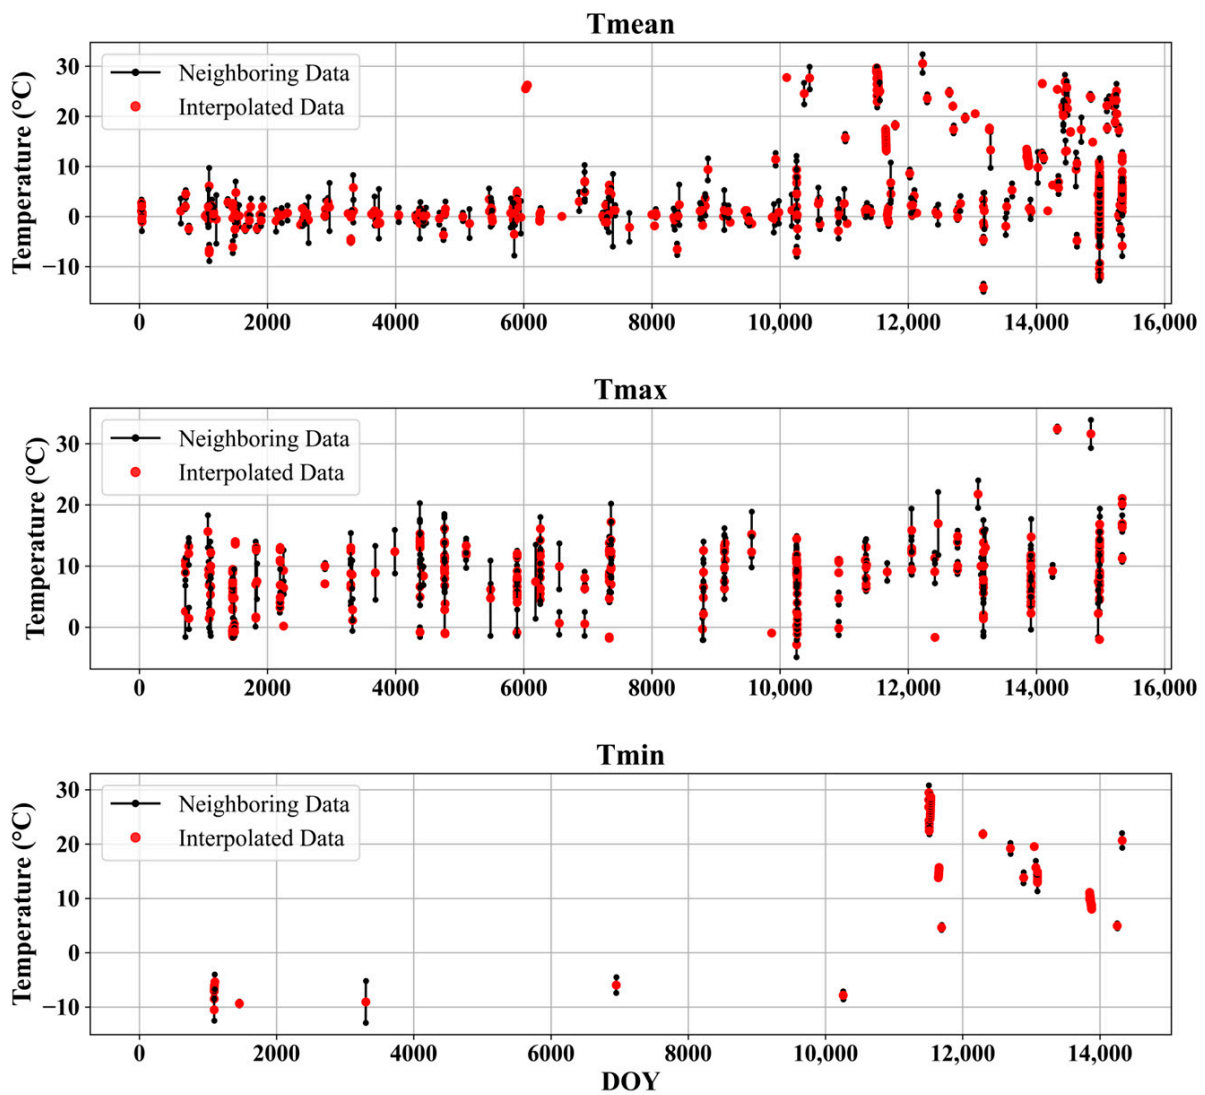 Tmean
Temperature (°C)
30
20
10
0
−10
Neighboring Data
Interpolated Data
0 2000 4000 6000 8000 10,000 12,000 14,000 16,000
Tmax
Temperature (°C)
30
20
10
0
Neighboring Data
Interpolated Data
0 2000 4000 6000 8000 10,000 12,000 14,000 16,000
Tmin
Temperature (°C)
30
20
10
0
−10
Neighboring Data
Interpolated Data
0 2000 4000 6000 8000 10,000 12,000 14,000
DOY